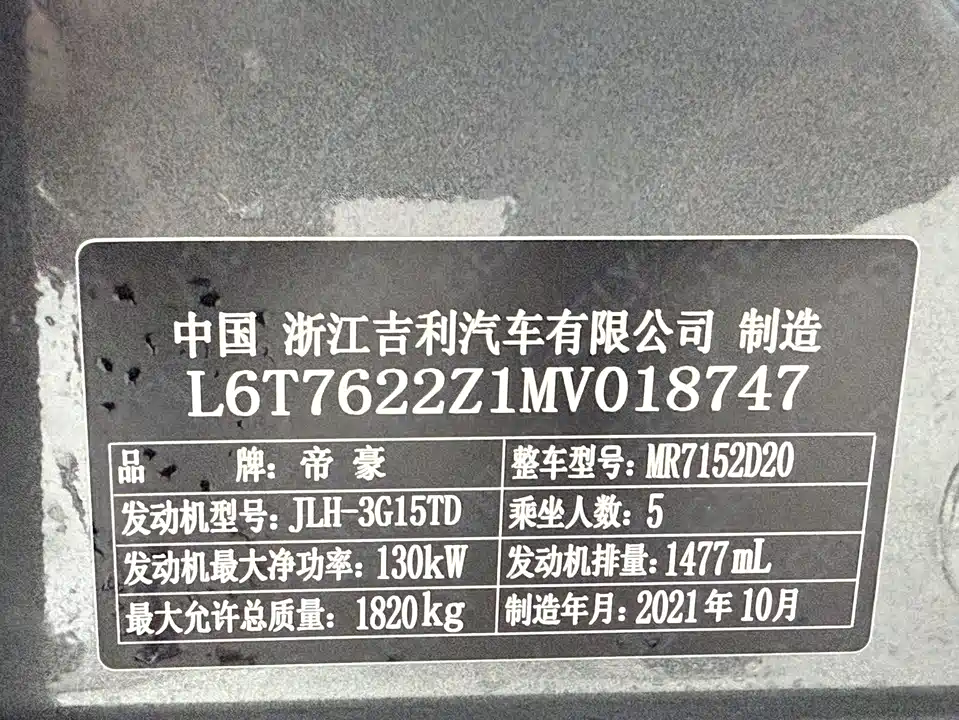 中国 浙江吉利汽车有限公司 制造
L6T7622Z1MV018747
品 牌：帝豪 整车型号：MR7152D20
发动机型号：JLH-3G15TD 乘坐人数：5
发动机最大净功率：130kW 发动机排量：1477mL
最大允许总质量：1820kg 制造年月：2021年10月